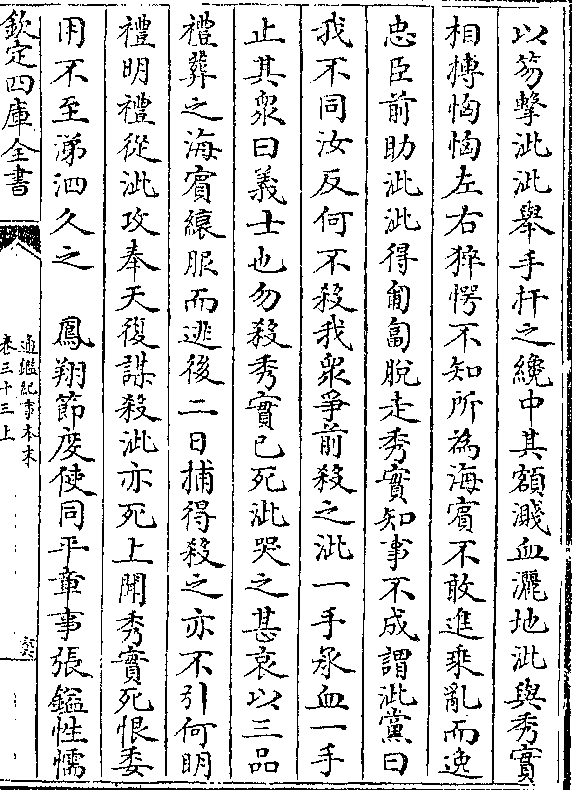 以笏擊泚泚舉手杆之纔中其額濺血灑地泚與秀實
相搏恟恟左右猝愕不知所為海賓不敢進乘亂而逸
忠臣前助泚泚得匍匐脫走秀實知事不成謂泚黨曰
我不同汝反何不殺我衆爭前殺之泚一手承血一手
止其衆曰義士也勿殺秀實已死泚哭之甚哀以三品
禮葬之海賓縗服而逃後二日捕得殺之亦不引何明
禮明禮從泚攻奉天復謀殺泚亦死上聞秀實死恨委
用不至涕泗久之　鳳翔節度使同平章事張鎰性懦
欽定四庫全書
通鑑紀事本末
卷三十三上